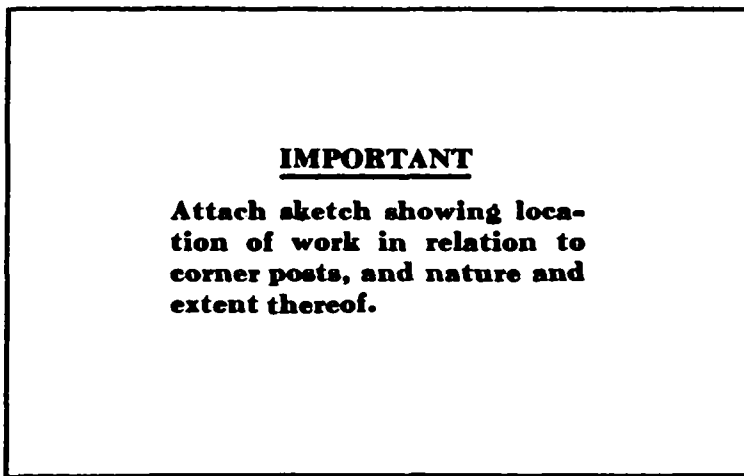 IMPORTANT
Attach sketch showing loca-
tion of work in relation to
corner posts, and nature and
extent thereof.